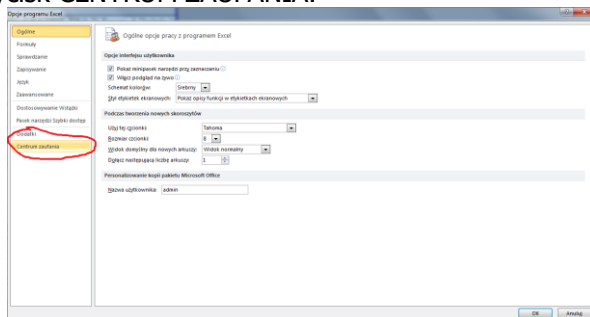 CENTRUM ZAUFANIA.
Opcje programu Excel
Ogólne
Formuły
Sprawdzanie
Zapisywanie
Język
Zaawansowane
Dostosowywanie Wstążki
Pasek narzędzi Szybki dostęp
Dodatki
Centrum zaufania
Ogólne opcje pracy z programem Excel
Opcje interfejsu użytkownika
Pokaż minipasek narzędzi przy zaznaczaniu
Włącz podgląd na żywo
Schemat kolorów: Srebrny
Styl etykietek ekranowych: Pokaż opisy funkcji w etykietkach ekranowych
Podczas tworzenia nowych skoroszytów
Użyj tej czcionki: Tahoma
Rozmiar czcionki: 8
Widok domyślny dla nowych arkuszy: Widok normalny
Dołącz następującą liczbę arkuszy: 3
Personalizowanie kopii pakietu Microsoft Office
Nazwa użytkownika: admin
OK Anuluj